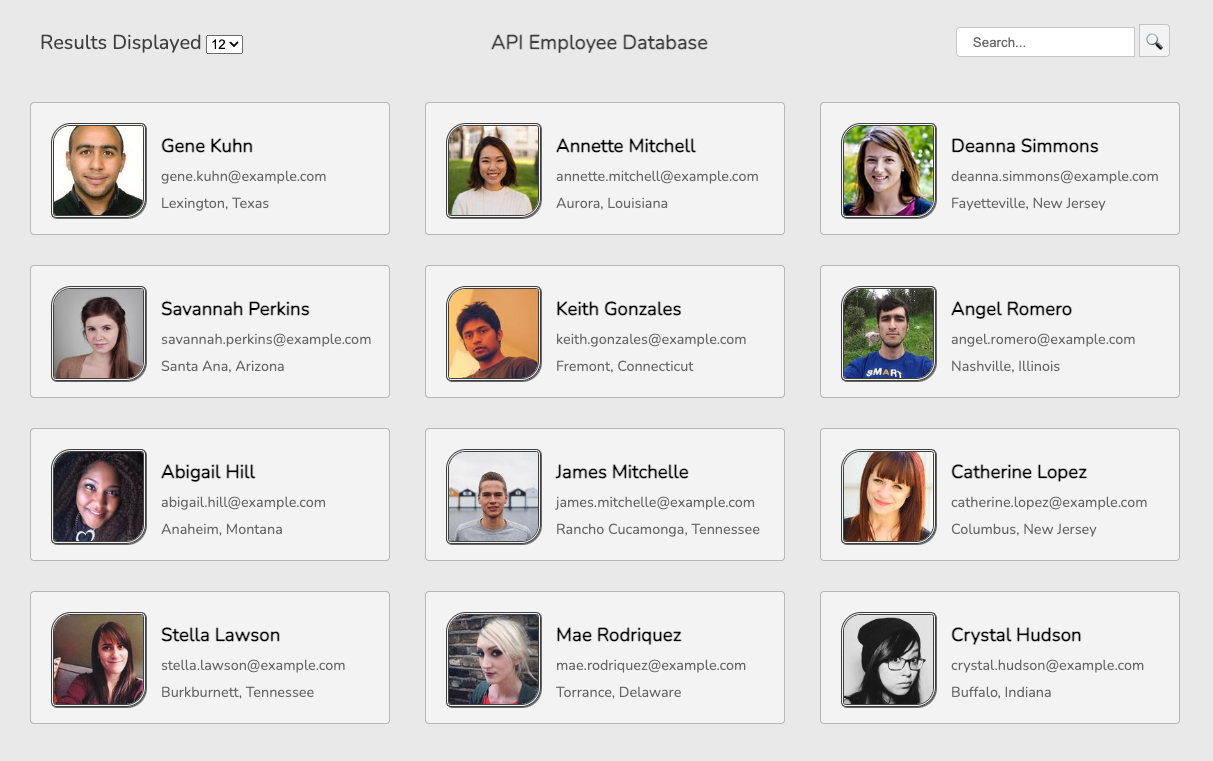 Results Displayed 12
API Employee Database
Search...
Gene Kuhn
gene.kuhn@example.com
Lexington, Texas
Annette Mitchell
annette.mitchell@example.com
Aurora, Louisiana
Deanna Simmons
deanna.simmons@example.com
Fayetteville, New Jersey
Savannah Perkins
savannah.perkins@example.com
Santa Ana, Arizona
Keith Gonzales
keith.gonzales@example.com
Fremont, Connecticut
Angel Romero
angel.romero@example.com
Nashville, Illinois
SMART
Abigail Hill
abigail.hill@example.com
Anaheim, Montana
James Mitchelle
james.mitchelle@example.com
Rancho Cucamonga, Tennessee
Catherine Lopez
catherine.lopez@example.com
Columbus, New Jersey
Stella Lawson
stella.lawson@example.com
Burkburnett, Tennessee
Mae Rodriquez
mae.rodriquez@example.com
Torrance, Delaware
Crystal Hudson
crystal.hudson@example.com
Buffalo, Indiana